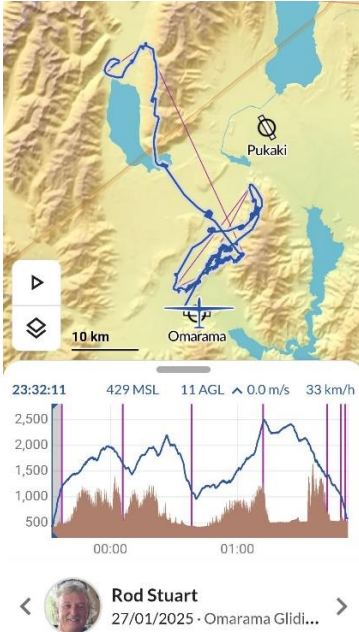 Pukaki
Omarama
10 km
23:32:11 429 MSL 11 AGL 0.0 m/s 33 km/h
2,500
2,000
1,500
1,000
500
00:00 01:00
Rod Stuart
27/01/2025 · Omarama Glidi...